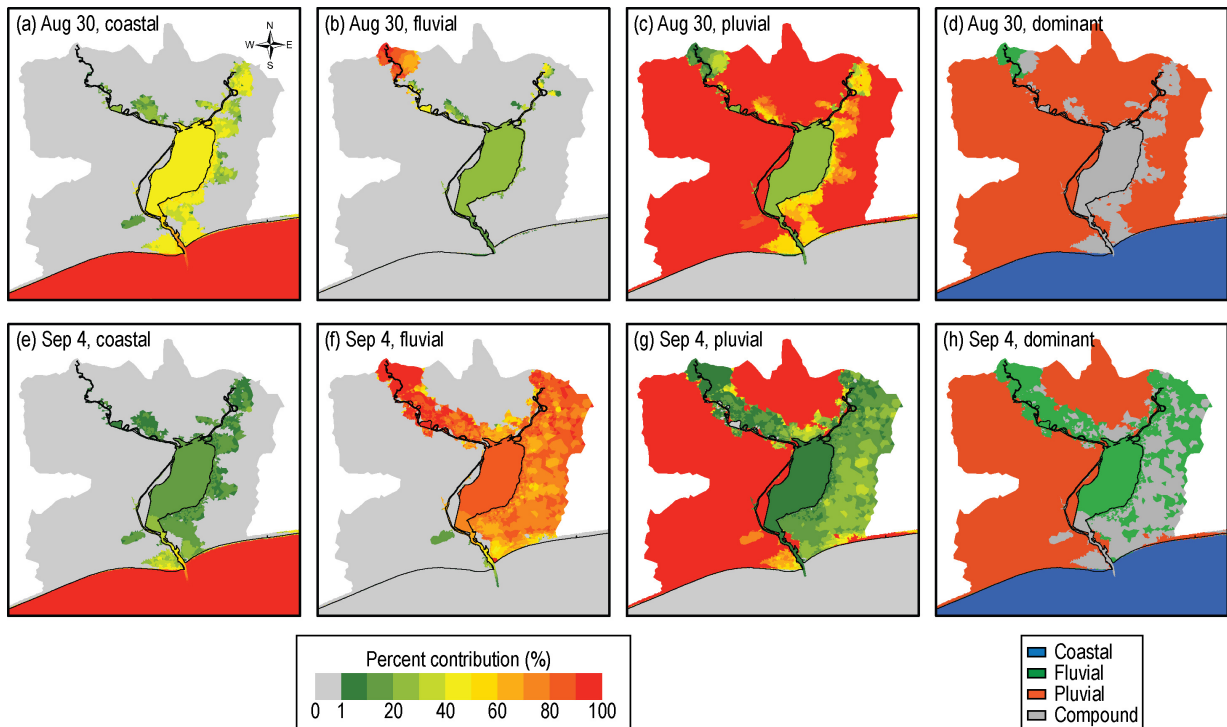 (a) Aug 30, coastal
N
W E
S
(b) Aug 30, fluvial
(c) Aug 30, pluvial
(d) Aug 30, dominant
(e) Sep 4, coastal
(f) Sep 4, fluvial
(g) Sep 4, pluvial
(h) Sep 4, dominant
Percent contribution (%)
0 1 20 40 60 80 100
Coastal
Fluvial
Pluvial
Compound